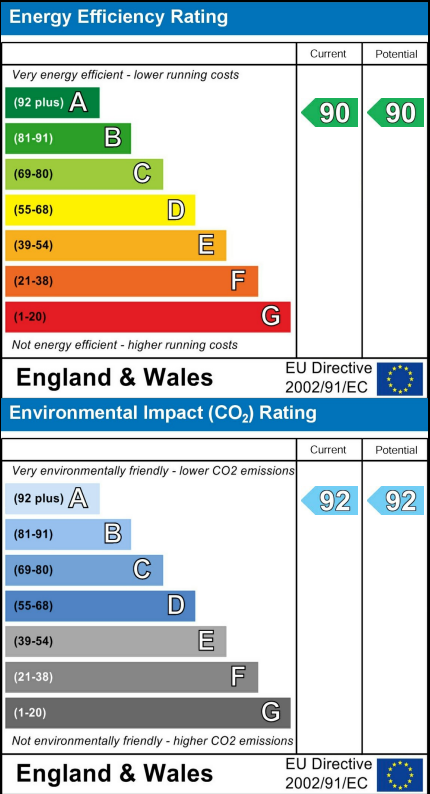 Energy Efficiency Rating
Current Potential
Very energy efficient - lower running costs
(92 plus) A
90 90
(81-91) B
(69-80) C
(55-68) D
(39-54) E
(21-38) F
(1-20) G
Not energy efficient - higher running costs
England & Wales
EU Directive
2002/91/EC
Environmental Impact (CO₂) Rating
Current Potential
Very environmentally friendly - lower CO2 emissions
(92 plus) A
92 92
(81-91) B
(69-80) C
(55-68) D
(39-54) E
(21-38) F
(1-20) G
Not environmentally friendly - higher CO2 emissions
England & Wales
EU Directive
2002/91/EC